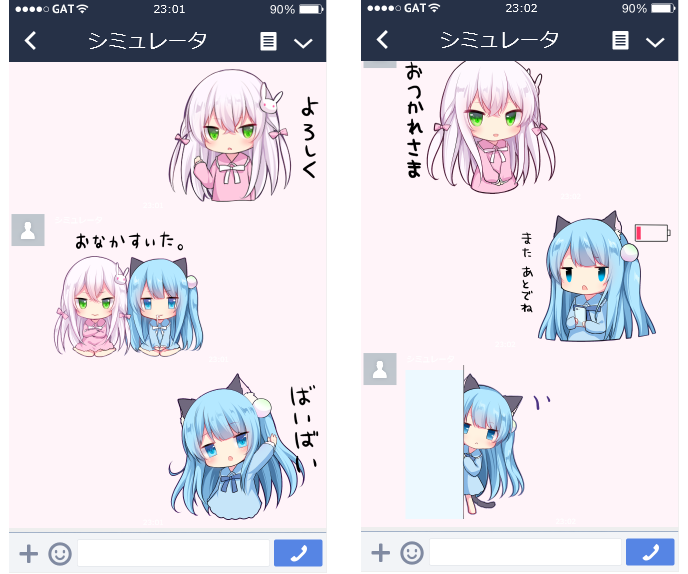 GAT 23:01 90%
シミュレータ
よろしく
おなかすいた。
ばいばい
GAT 23:02 90%
シミュレータ
おつかれさま
また あとでね
い